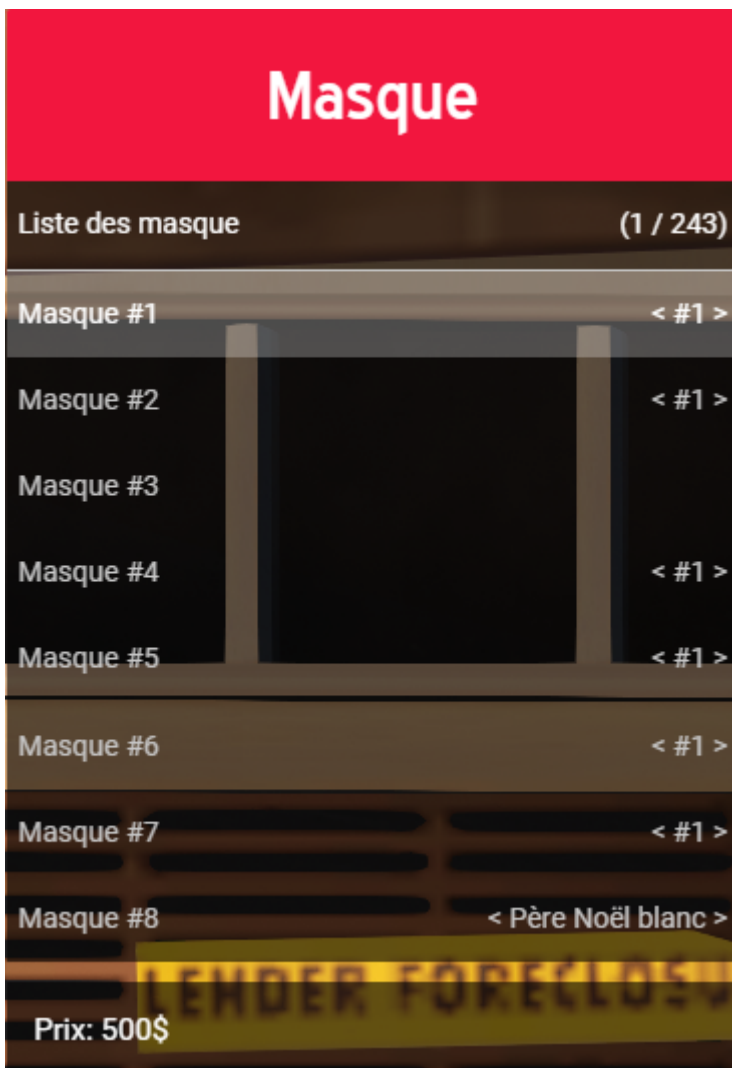 Masque
Liste des masque (1 / 243)
Masque #1 < #1 >
Masque #2 < #1 >
Masque #3
Masque #4 < #1 >
Masque #5 < #1 >
Masque #6 < #1 >
Masque #7 < #1 >
Masque #8 < Père Noël blanc >
LENDER FORECLOSU
Prix: 500$